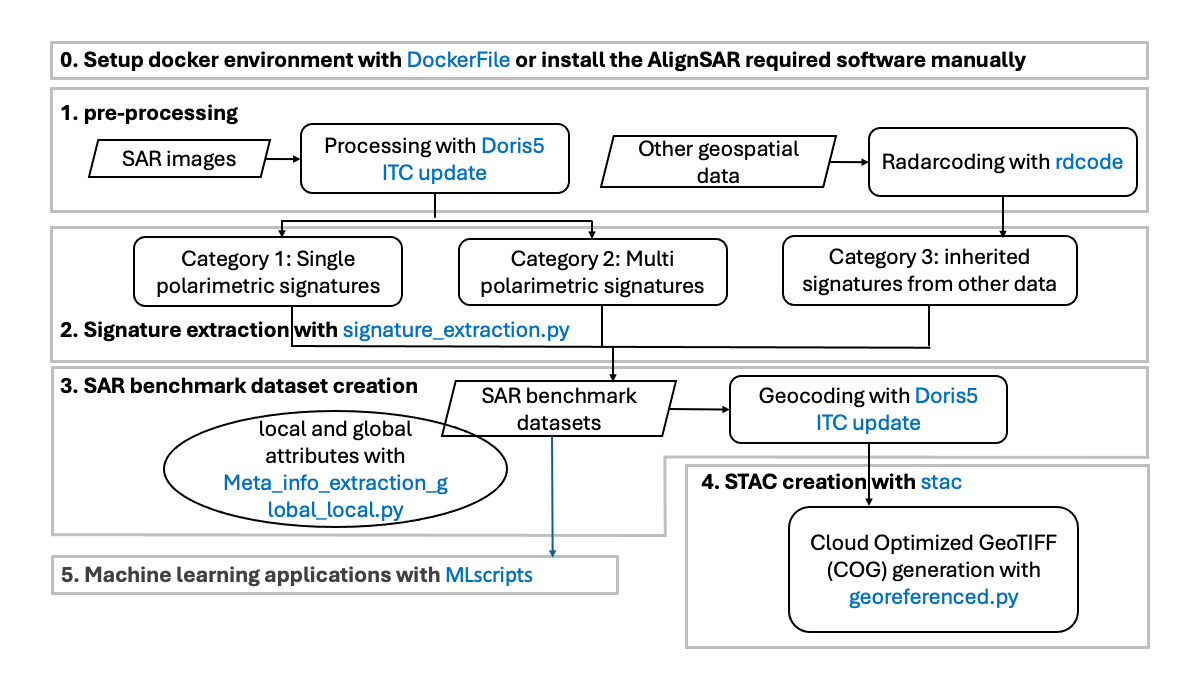 0. Setup docker environment with DockerFile or install the AlignSAR required software manually
1. pre-processing
SAR images
Processing with Doris5
ITC update
Other geospatial
data
Radarcoding with rdcode
Category 1: Single
polarimetric signatures
Category 2: Multi
polarimetric signatures
Category 3: inherited
signatures from other data
2. Signature extraction with signature_extraction.py
3. SAR benchmark dataset creation
SAR benchmark
datasets
Geocoding with Doris5
ITC update
local and global
attributes with
Meta_info_extraction_g
lobal_local.py
4. STAC creation with stac
Cloud Optimized GeoTIFF
(COG) generation with
georeferenced.py
5. Machine learning applications with MLscripts